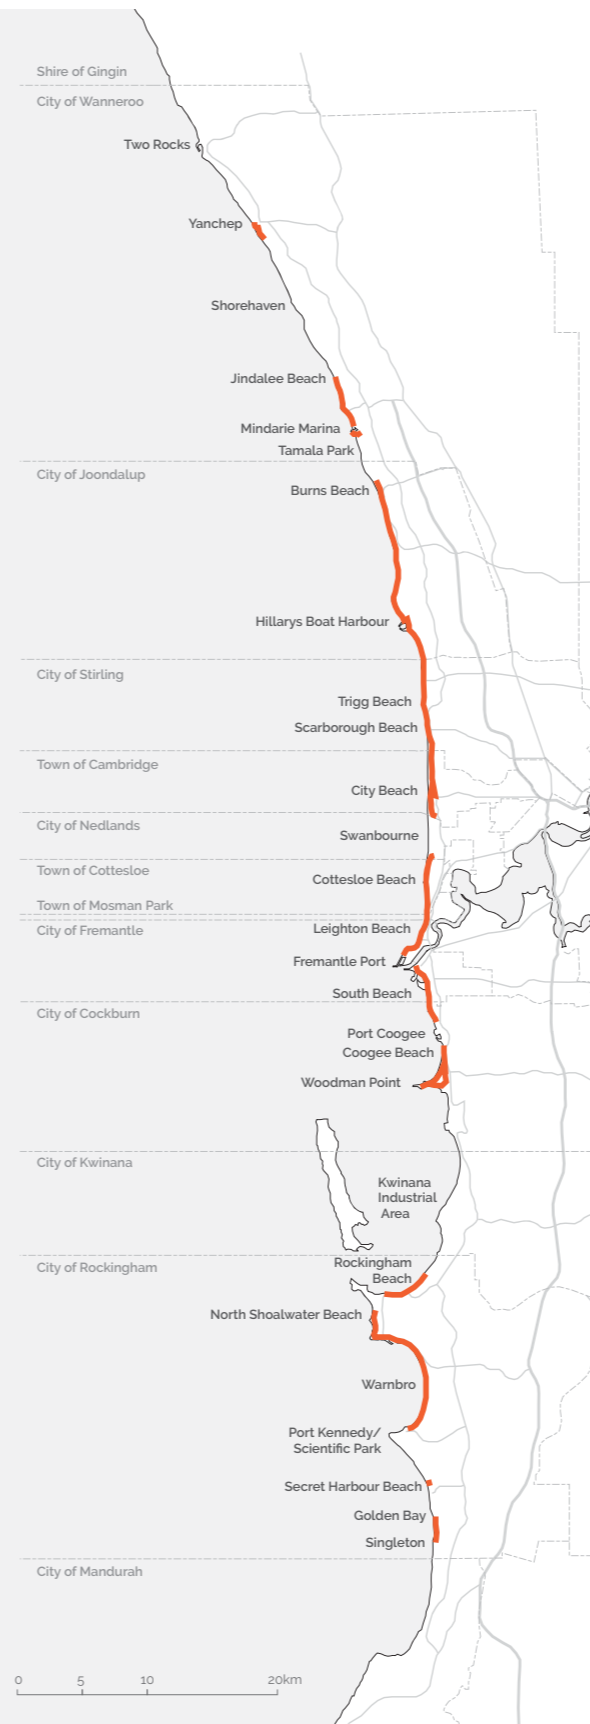 Shire of Gingin
City of Wanneroo
Two Rocks
Yanchep
Shorehaven
Jindalee Beach
Mindarie Marina
Tamala Park
City of Joondalup
Burns Beach
Hillarys Boat Harbour
City of Stirling
Trigg Beach
Scarborough Beach
Town of Cambridge
City Beach
City of Nedlands
Swanbourne
Town of Cottesloe
Cottesloe Beach
Town of Mosman Park
Leighton Beach
City of Fremantle
Fremantle Port
South Beach
City of Cockburn
Port Coogee
Coogee Beach
Woodman Point
City of Kwinana
Kwinana
Industrial
Area
City of Rockingham
Rockingham
Beach
North Shoalwater Beach
Warnbro
Port Kennedy/
Scientific Park
Secret Harbour Beach
Golden Bay
Singleton
City of Mandurah
0 5 10 20km